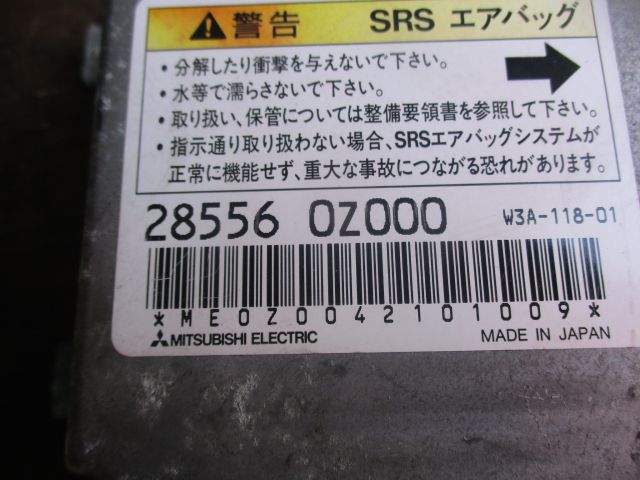 警告 SRS エアバッグ
・分解したり衝撃を与えないで下さい。
・水等で濡らさないで下さい。
・取り扱い、保管については整備要領書を参照して下さい。
・指示通り取り扱わない場合、SRSエアバッグシステムが
正常に機能せず、重大な事故につながる恐れがあります。
28556 0Z000 W3A-118-01
*ME0Z0042101009*
MITSUBISHI ELECTRIC MADE IN JAPAN